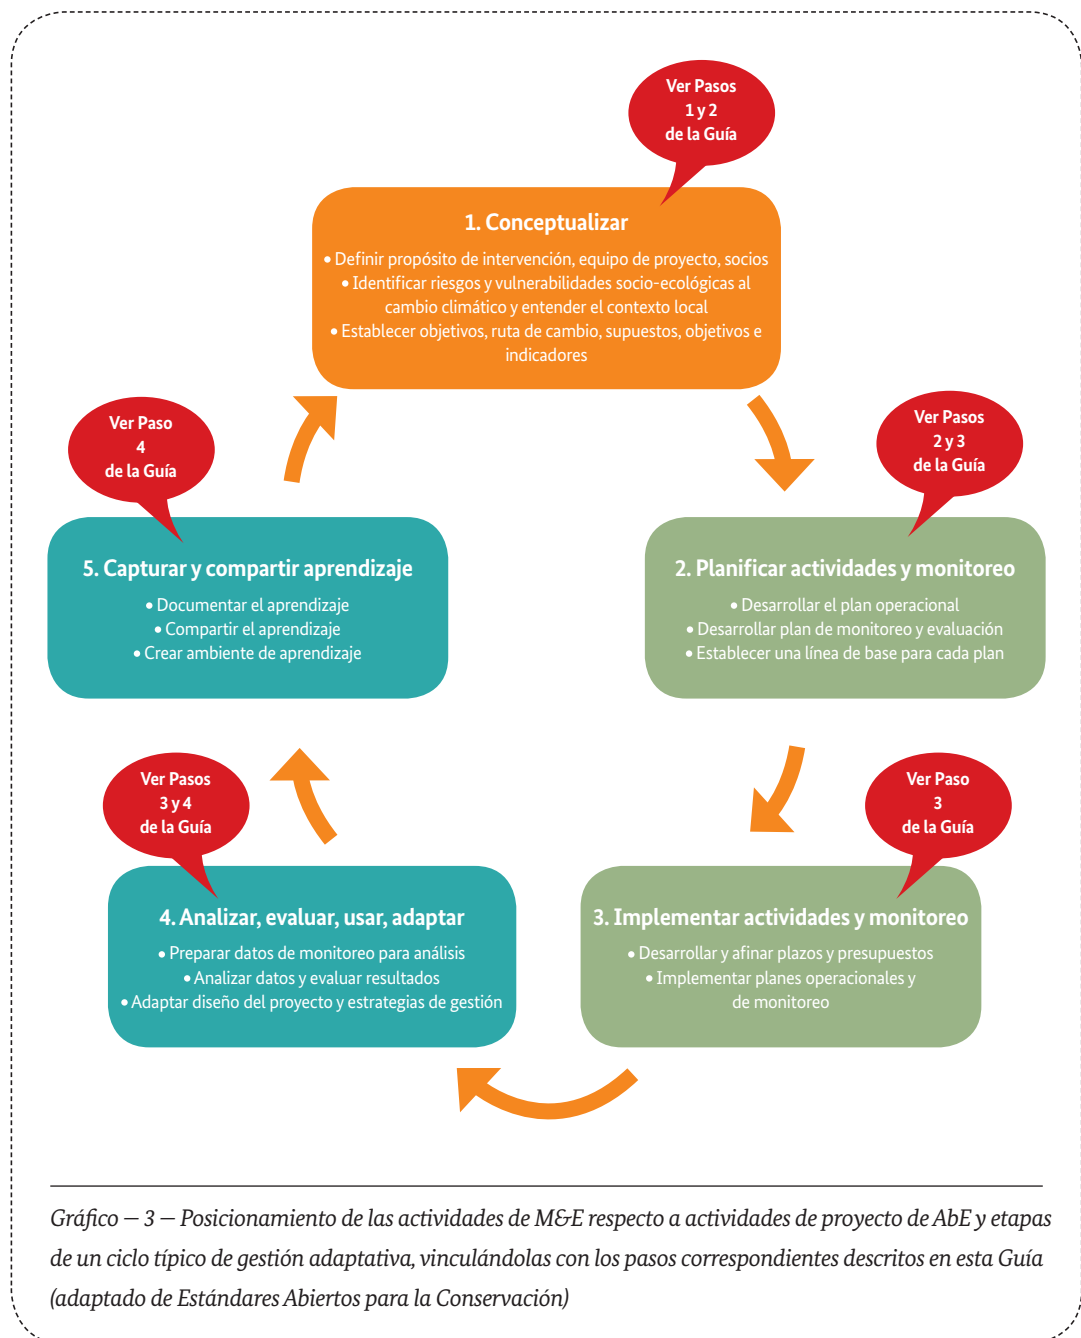 Ver Pasos
1 y 2
de la Guía
1. Conceptualizar
• Definir propósito de intervención, equipo de proyecto, socios
• Identificar riesgos y vulnerabilidades socio-ecológicas al
cambio climático y entender el contexto local
• Establecer objetivos, ruta de cambio, supuestos, objetivos e
indicadores
Ver Pasos
2 y 3
de la Guía
2. Planificar actividades y monitoreo
• Desarrollar el plan operacional
• Desarrollar plan de monitoreo y evaluación
• Establecer una línea de base para cada plan
Ver Paso
3
de la Guía
3. Implementar actividades y monitoreo
• Desarrollar y afinar plazos y presupuestos
• Implementar planes operacionales y
de monitoreo
Ver Pasos
3 y 4
de la Guía
4. Analizar, evaluar, usar, adaptar
• Preparar datos de monitoreo para análisis
• Analizar datos y evaluar resultados
• Adaptar diseño del proyecto y estrategias de gestión
Ver Paso
4
de la Guía
5. Capturar y compartir aprendizaje
• Documentar el aprendizaje
• Compartir el aprendizaje
• Crear ambiente de aprendizaje
Gráfico — 3 — Posicionamiento de las actividades de M&E respecto a actividades de proyecto de AbE y etapas
de un ciclo típico de gestión adaptativa, vinculándolas con los pasos correspondientes descritos en esta Guía
(adaptado de Estándares Abiertos para la Conservación)